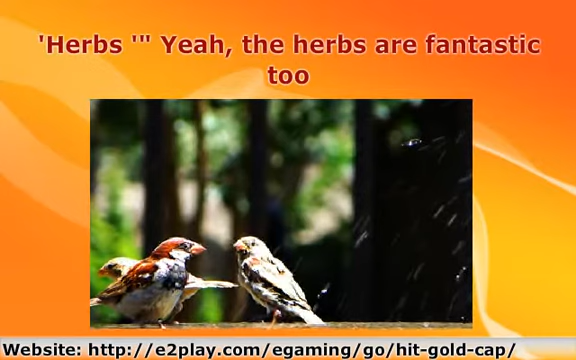 'Herbs '" Yeah, the herbs are fantastic
too
Website: http://e2play.com/egaming/go/hit-gold-cap/